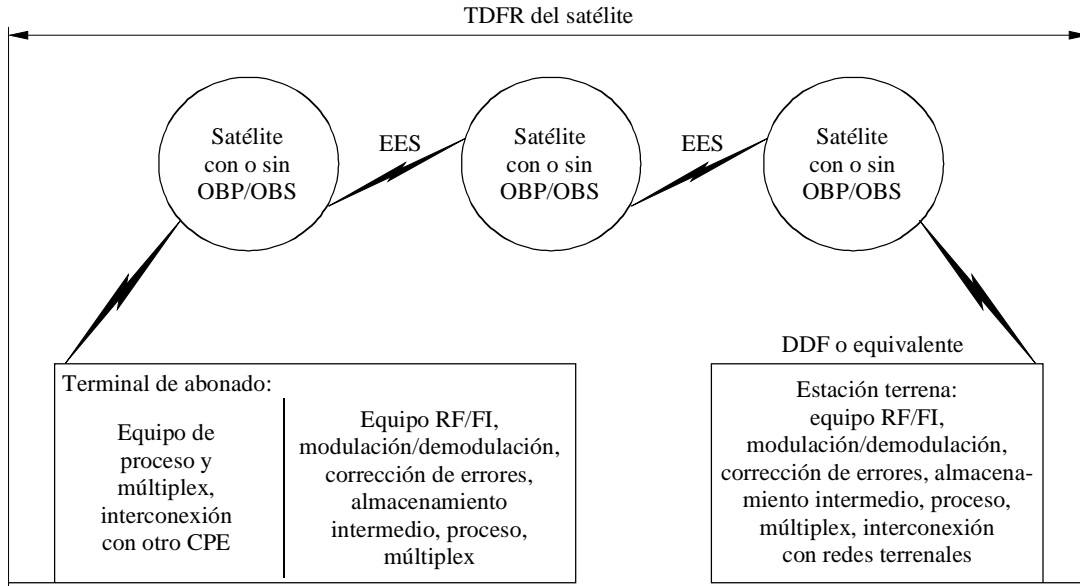 TDFR del satélite
Satélite
con o sin
OBP/OBS
EES
Satélite
con o sin
OBP/OBS
EES
Satélite
con o sin
OBP/OBS
Terminal de abonado:
Equipo de
proceso y
múltiplex,
interconexión
con otro CPE
Equipo RF/FI,
modulación/demodulación,
corrección de errores,
almacenamiento
intermedio, proceso,
múltiplex
DDF o equivalente
Estación terrena:
equipo RF/FI,
modulación/demodulación,
corrección de errores, almacena-
miento intermedio, proceso,
múltiplex, interconexión
con redes terrenales